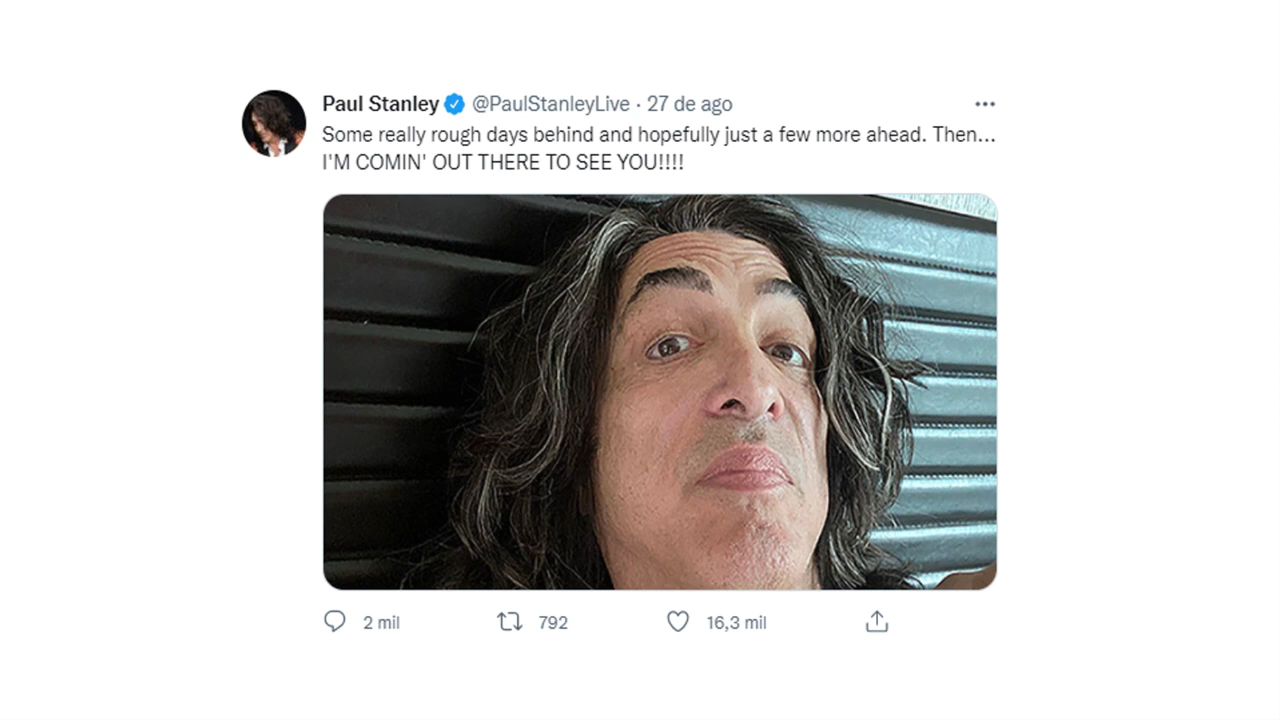 Paul Stanley @PaulStanleyLive · 27 de ago
Some really rough days behind and hopefully just a few more ahead. Then...
I'M COMIN' OUT THERE TO SEE YOU!!!!
2 mil 792 16,3 mil